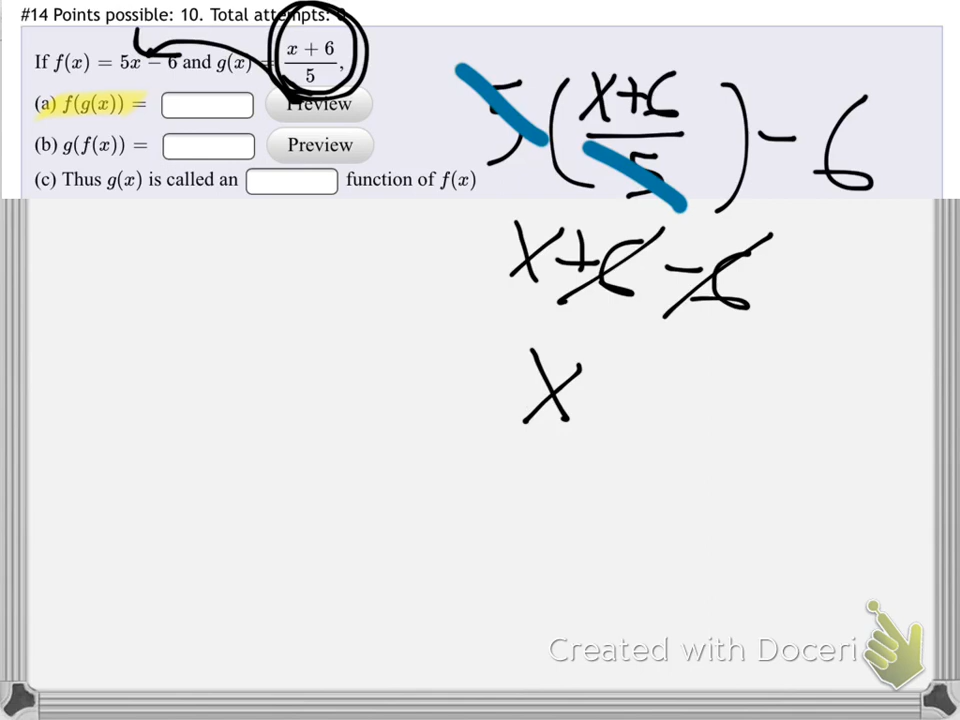 #14 Points possible: 10. Total attempts: 3
If f(x) = 5x − 6 and g(x) = (x + 6)/5,
(a) f(g(x)) =
Preview
(b) g(f(x)) =
Preview
(c) Thus g(x) is called an
function of f(x)
5((x+6)/5) − 6
x+6 −6
x
Created with Doceri